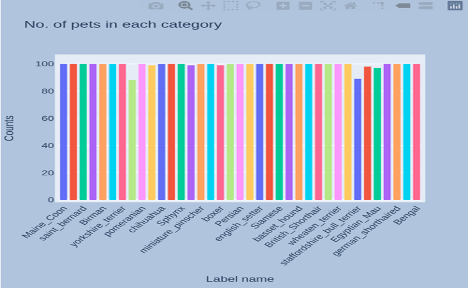 No. of pets in each category
Counts
100
80
60
40
20
0
Maine_Coon
saint_bernard
Birman
yorkshire_terrier
pomeranian
chihuahua
Sphynx
miniature_pinscher
boxer
Persian
english_setter
Siamese
basset_hound
British_Shorthair
wheaten_terrier
staffordshire_bull_terrier
Egyptian_Mau
german_shorthaired
Bengal
Label name